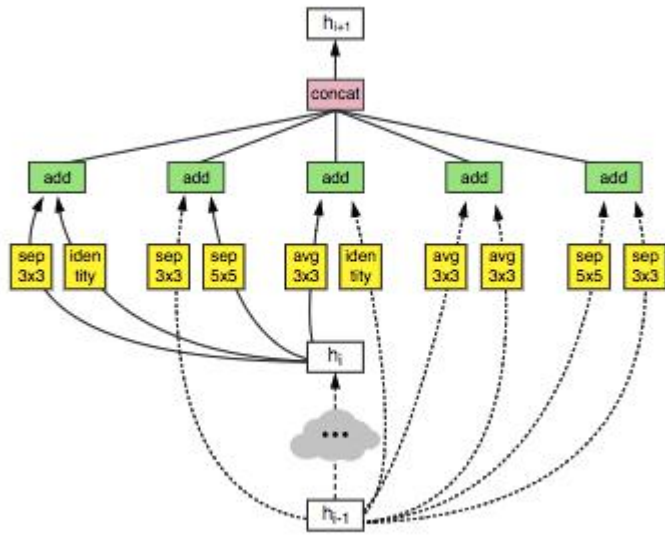 h_{i+1}
concat
add add add add add
sep 3x3 iden tity sep 3x3 sep 5x5 avg 3x3 iden tity avg 3x3 avg 3x3 sep 5x5 sep 3x3
h_i
...
h_{i-1}